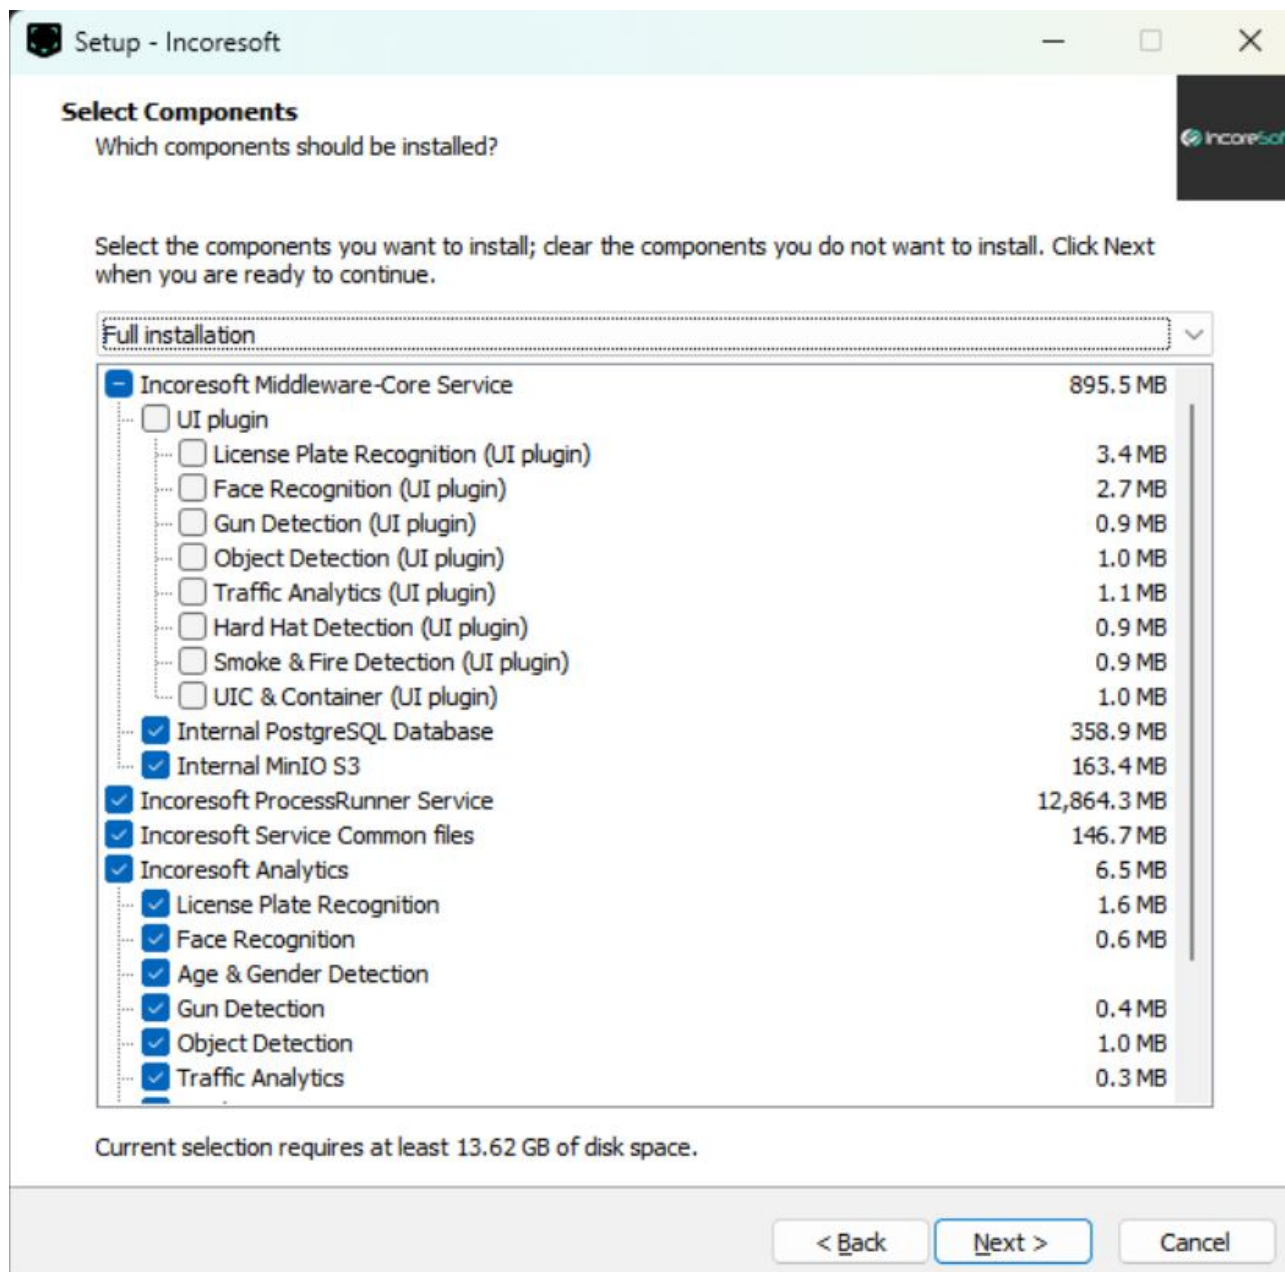 Setup - Incoresoft
Select Components
Which components should be installed?
IncoreSof
Select the components you want to install; clear the components you do not want to install. Click Next
when you are ready to continue.
Full installation
Incoresoft Middleware-Core Service 895.5 MB
UI plugin
License Plate Recognition (UI plugin) 3.4 MB
Face Recognition (UI plugin) 2.7 MB
Gun Detection (UI plugin) 0.9 MB
Object Detection (UI plugin) 1.0 MB
Traffic Analytics (UI plugin) 1.1 MB
Hard Hat Detection (UI plugin) 0.9 MB
Smoke & Fire Detection (UI plugin) 0.9 MB
UIC & Container (UI plugin) 1.0 MB
Internal PostgreSQL Database 358.9 MB
Internal MinIO S3 163.4 MB
Incoresoft ProcessRunner Service 12,864.3 MB
Incoresoft Service Common files 146.7 MB
Incoresoft Analytics 6.5 MB
License Plate Recognition 1.6 MB
Face Recognition 0.6 MB
Age & Gender Detection
Gun Detection 0.4 MB
Object Detection 1.0 MB
Traffic Analytics 0.3 MB
Current selection requires at least 13.62 GB of disk space.
< Back Next > Cancel